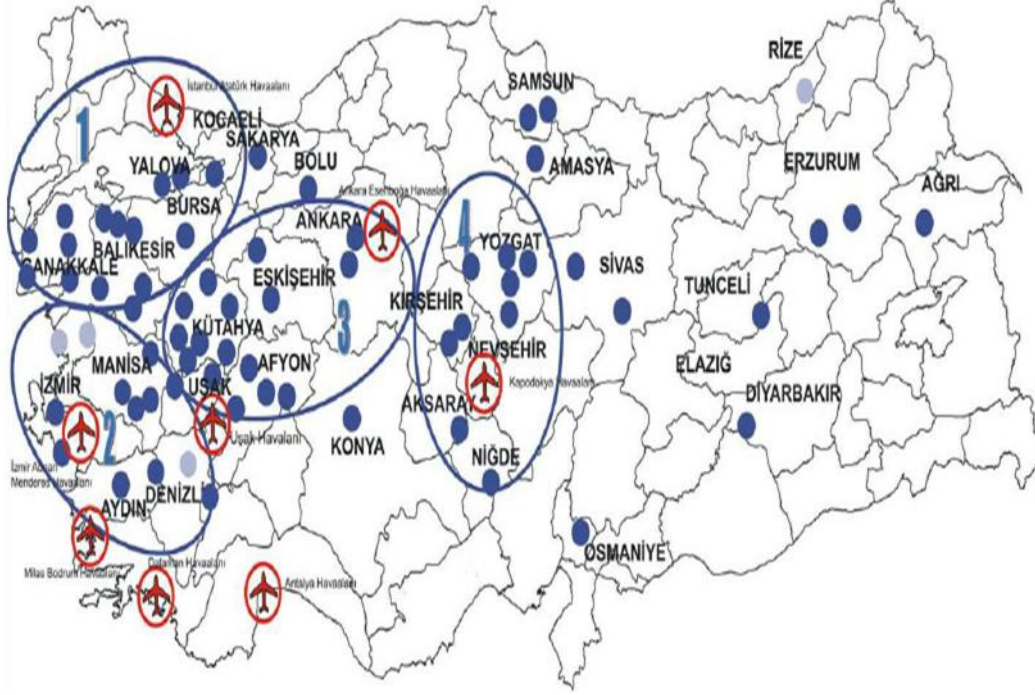 RİZE
İstanbul Atatürk Havaalanı
SAMSUN
1
KOCAELİ
SAKARYA
BOLU
AMASYA
ERZURUM
YALOVA
Ankara Esenboğa Havaalanı
AĞRI
BURSA
ANKARA
4
YOZGAT
BALIKESİR
SİVAS
ÇANAKKALE
ESKİŞEHİR
TUNCELİ
KIRŞEHİR
KÜTAHYA
3
NEVŞEHİR
MANİSA
AFYON
ELAZIĞ
İZMİR
UŞAK
Kapodokya Havaalanı
DİYARBAKIR
AKSARAY
2
Uşak Havalanı
KONYA
NİĞDE
İzmir Adnan
Menderes Havaalanı
DENİZLİ
AYDIN
OSMANİYE
Dalaman Havaalanı
Milas Bodrum Havaalanı
Antalya Havaalanı